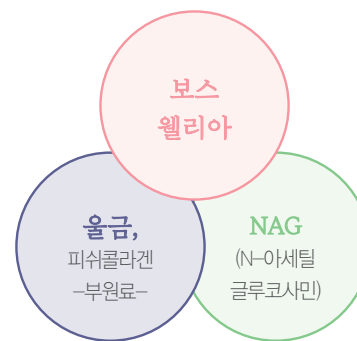 보스
웰리아
울금,
피쉬콜라겐
–부원료–
NAG
(N–아세틸
글루코사민)